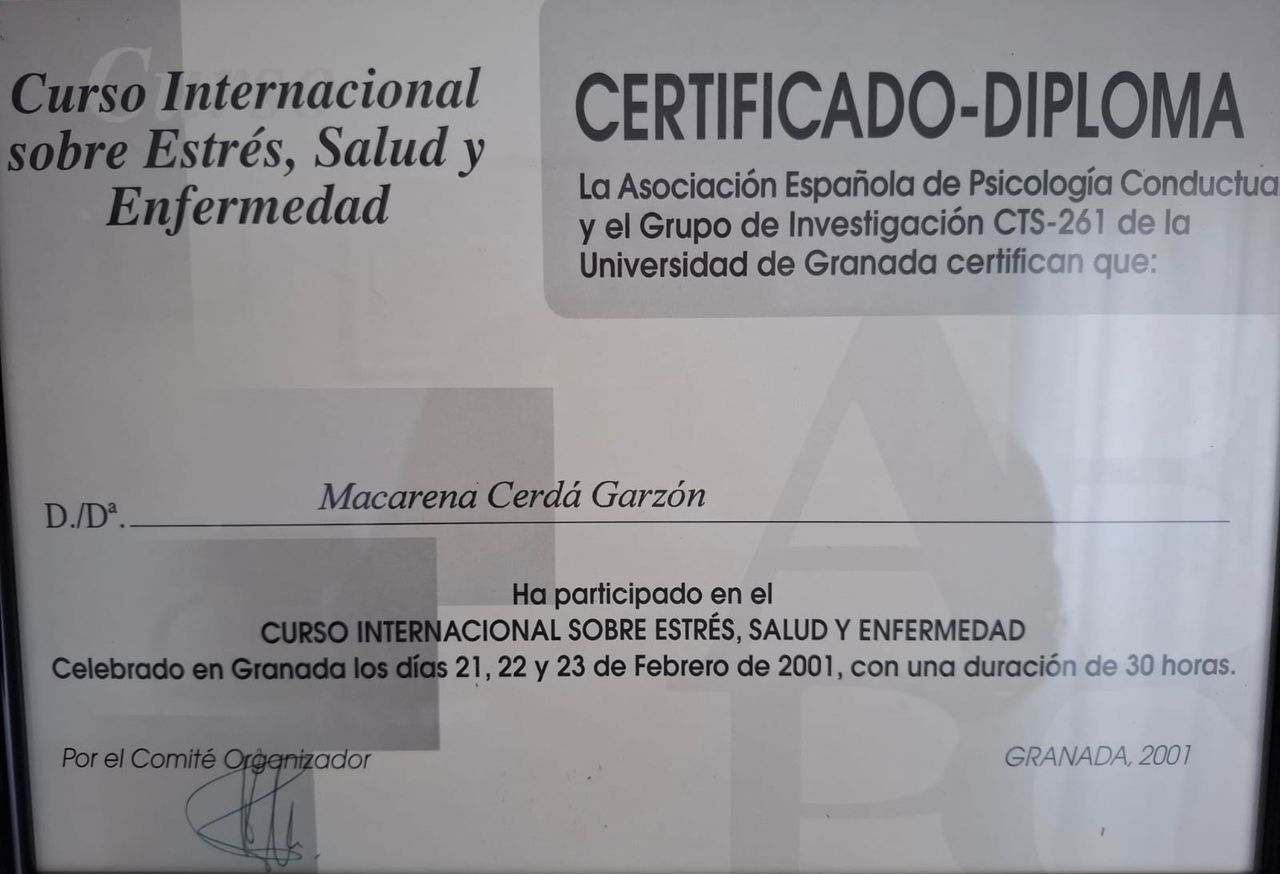 Curso Internacional
sobre Estrés, Salud y
Enfermedad
CERTIFICADO-DIPLOMA
La Asociación Española de Psicología Conductua
y el Grupo de Investigación CTS-261 de la
Universidad de Granada certifican que:
D./Dª. Macarena Cerdá Garzón
Ha participado en el
CURSO INTERNACIONAL SOBRE ESTRÉS, SALUD Y ENFERMEDAD
Celebrado en Granada los días 21, 22 y 23 de Febrero de 2001, con una duración de 30 horas.
Por el Comité Organizador
GRANADA, 2001